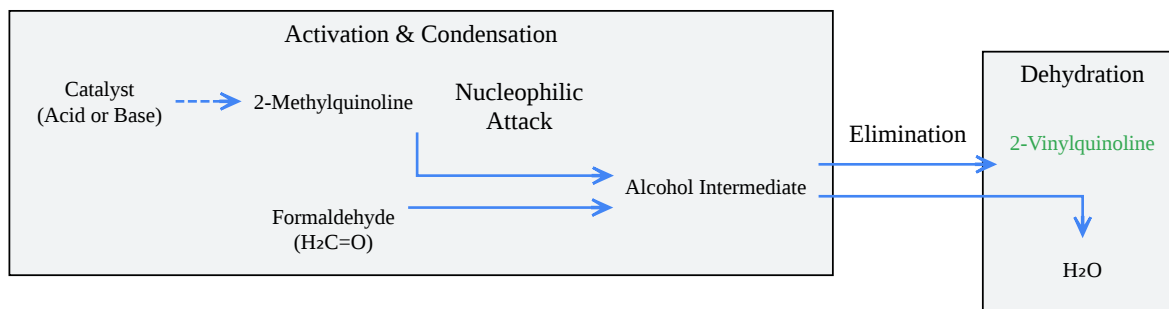 Activation & Condensation
Catalyst
(Acid or Base)
2-Methylquinoline
Nucleophilic
Attack
Formaldehyde
(H₂C=O)
Alcohol Intermediate
Elimination
Dehydration
2-Vinylquinoline
H₂O